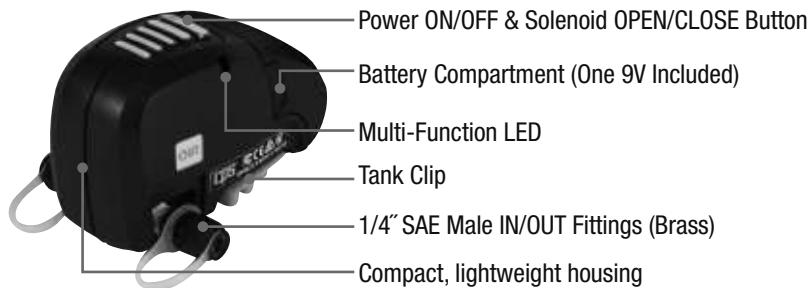 Power ON/OFF & Solenoid OPEN/CLOSE Button
Battery Compartment (One 9V Included)
Multi-Function LED
Tank Clip
1/4˝ SAE Male IN/OUT Fittings (Brass)
Compact, lightweight housing